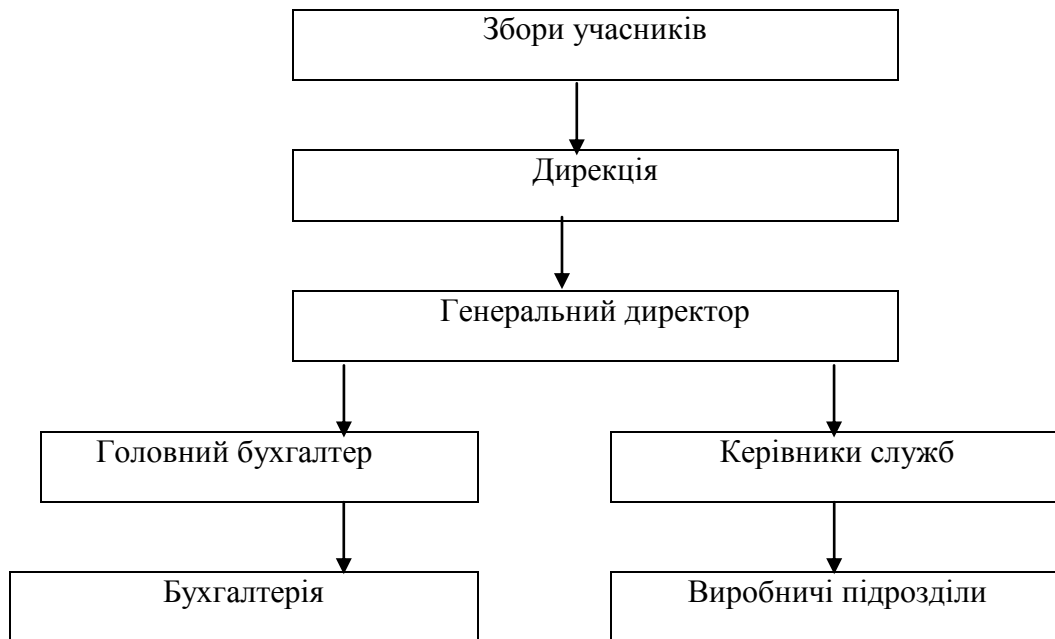 Збори учасників
Дирекція
Генеральний директор
Головний бухгалтер
Керівники служб
Бухгалтерія
Виробничі підрозділи